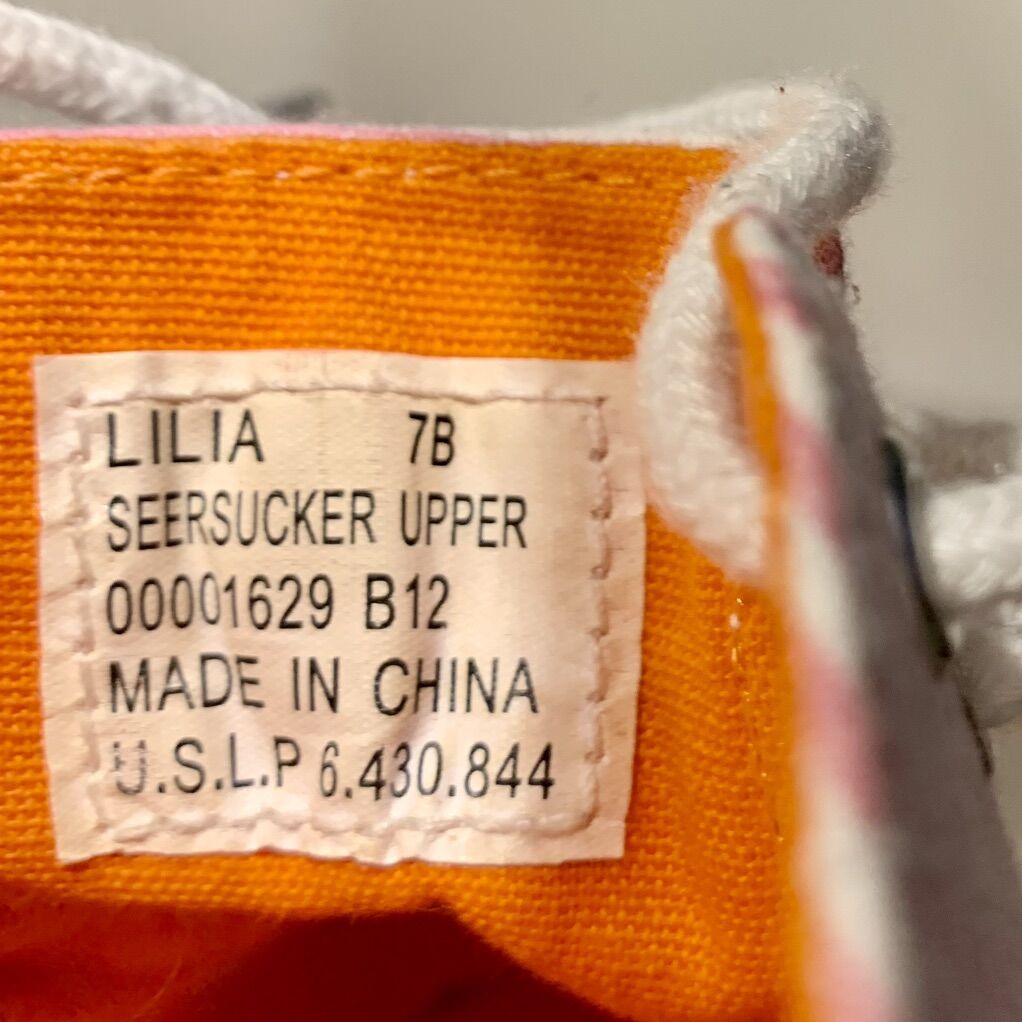 LILIA 7B
SEERSUCKER UPPER
00001629 B12
MADE IN CHINA
U.S.L.P 6.430.844